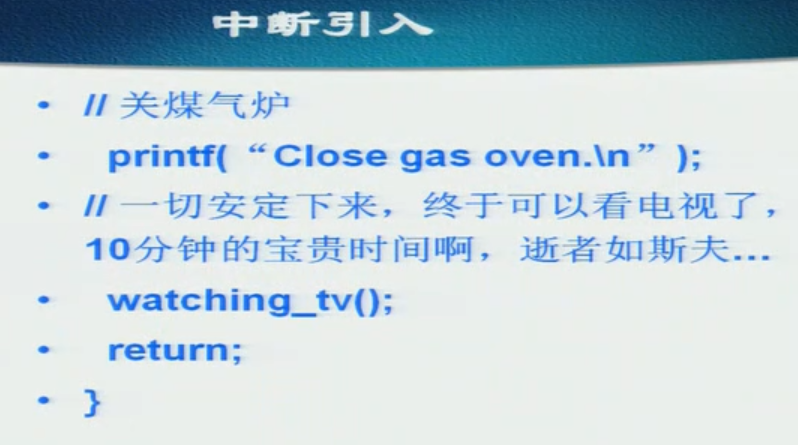 中断引入
• // 关煤气炉
• printf(“Close gas oven.\n”);
• // 一切安定下来，终于可以看电视了，
10分钟的宝贵时间啊，逝者如斯夫...
• watching_tv();
• return;
• }